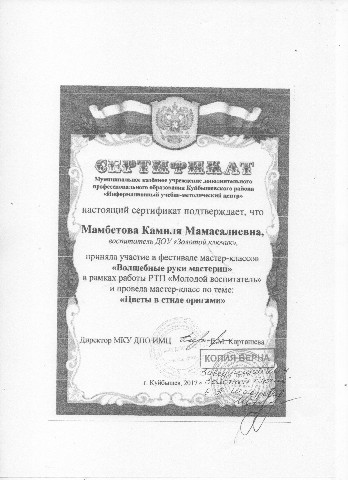 СЕРТИФИКАТ
Муниципальное казённое учреждение дополнительного
профессионального образования Куйбышевского района
«Информационный учебно-методический центр»
настоящий сертификат подтверждает, что
Мамбетова Камиля Мамасалиевна,
воспитатель ДОУ «Золотой ключик»,
приняла участие в фестивале мастер-классов
«Волшебные руки мастериц»
в рамках работы РТП «Молодой воспитатель»
и провела мастер-класс по теме:
«Цветы в стиле оригами»
Директор МКУ ДПО ИМЦ В.М. Карташева
КОПИЯ ВЕРНА
г. Куйбышев,